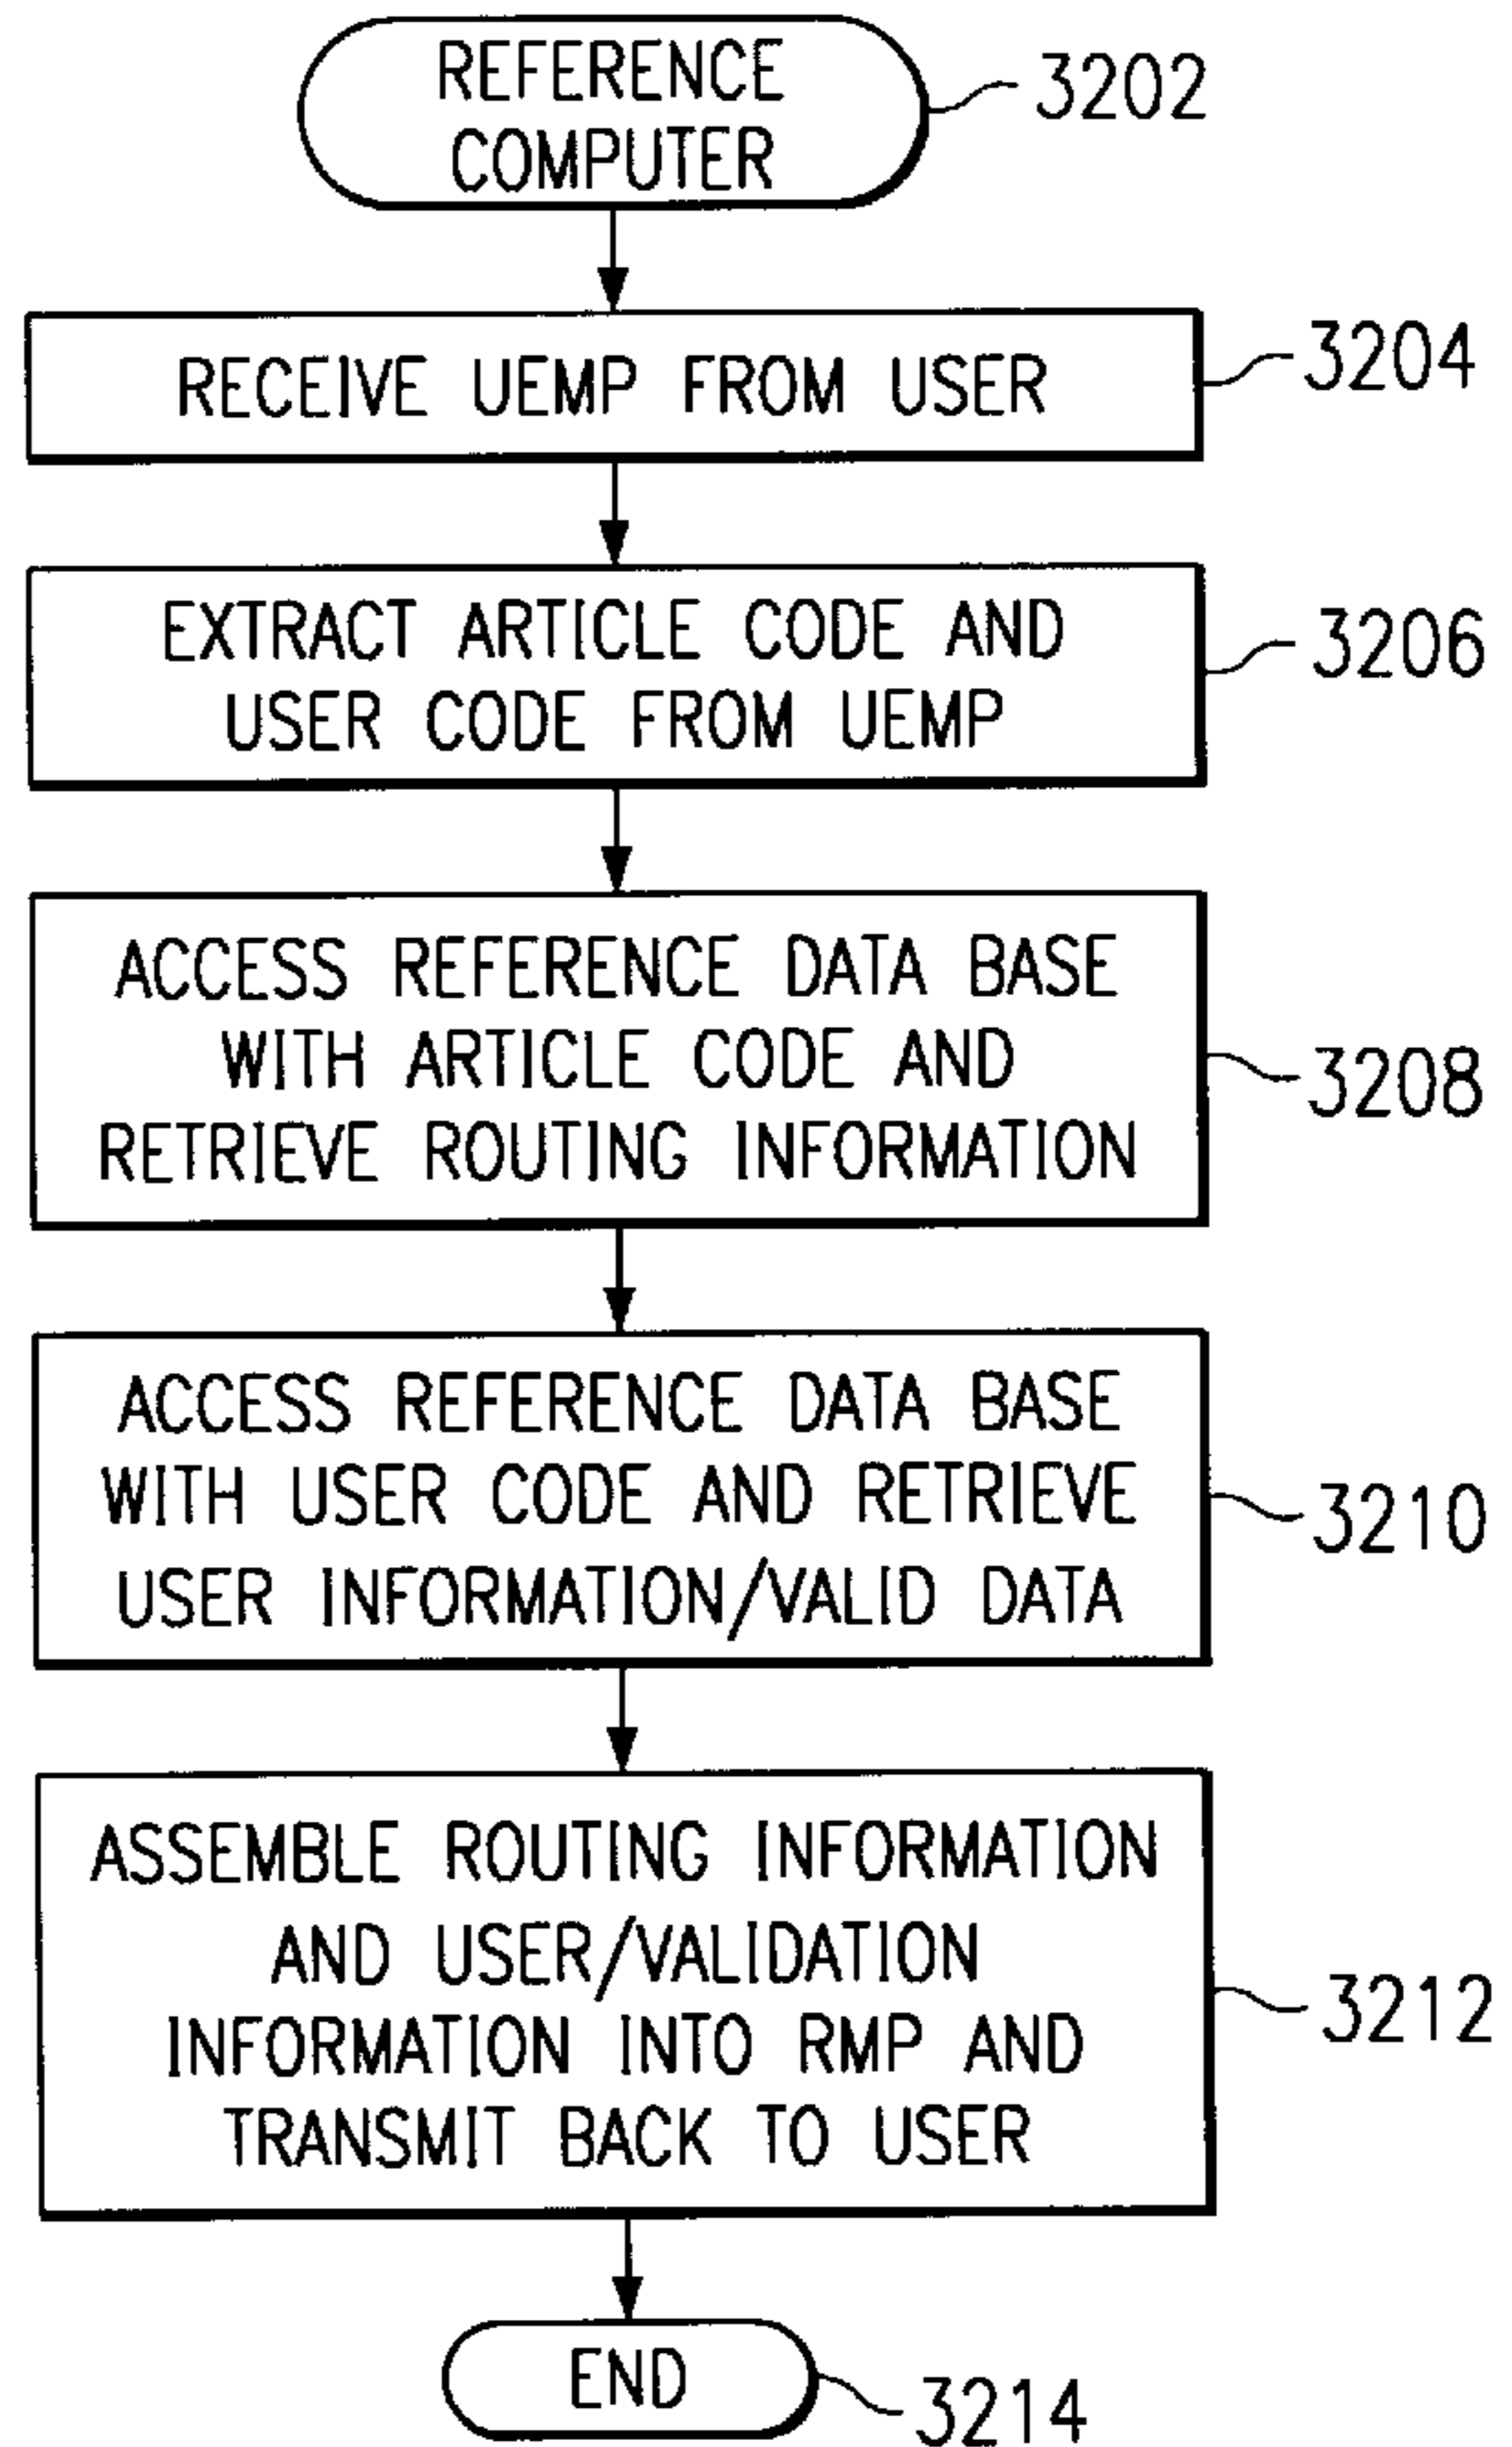 REFERENCE
COMPUTER
3202
RECEIVE UEMP FROM USER
3204
EXTRACT ARTICLE CODE AND
USER CODE FROM UEMP
3206
ACCESS REFERENCE DATA BASE
WITH ARTICLE CODE AND
RETRIEVE ROUTING INFORMATION
3208
ACCESS REFERENCE DATA BASE
WITH USER CODE AND RETRIEVE
USER INFORMATION/VALID DATA
3210
ASSEMBLE ROUTING INFORMATION
AND USER/VALIDATION
INFORMATION INTO RMP AND
TRANSMIT BACK TO USER
3212
END
3214